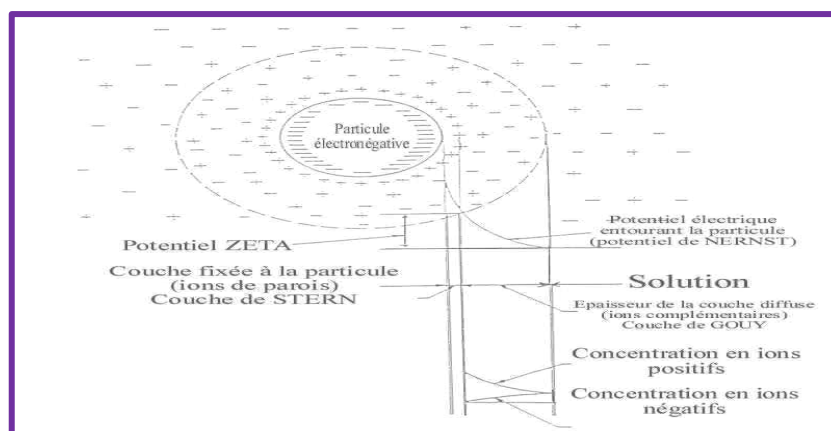 Particule
électronégative
Potentiel électrique
entourant la particule
(potentiel de NERNST)
Potentiel ZETA
Couche fixée à la particule
(ions de parois)
Couche de STERN
Solution
Epaisseur de la couche diffuse
(ions complémentaires)
Couche de GOUY
Concentration en ions
positifs
Concentration en ions
négatifs